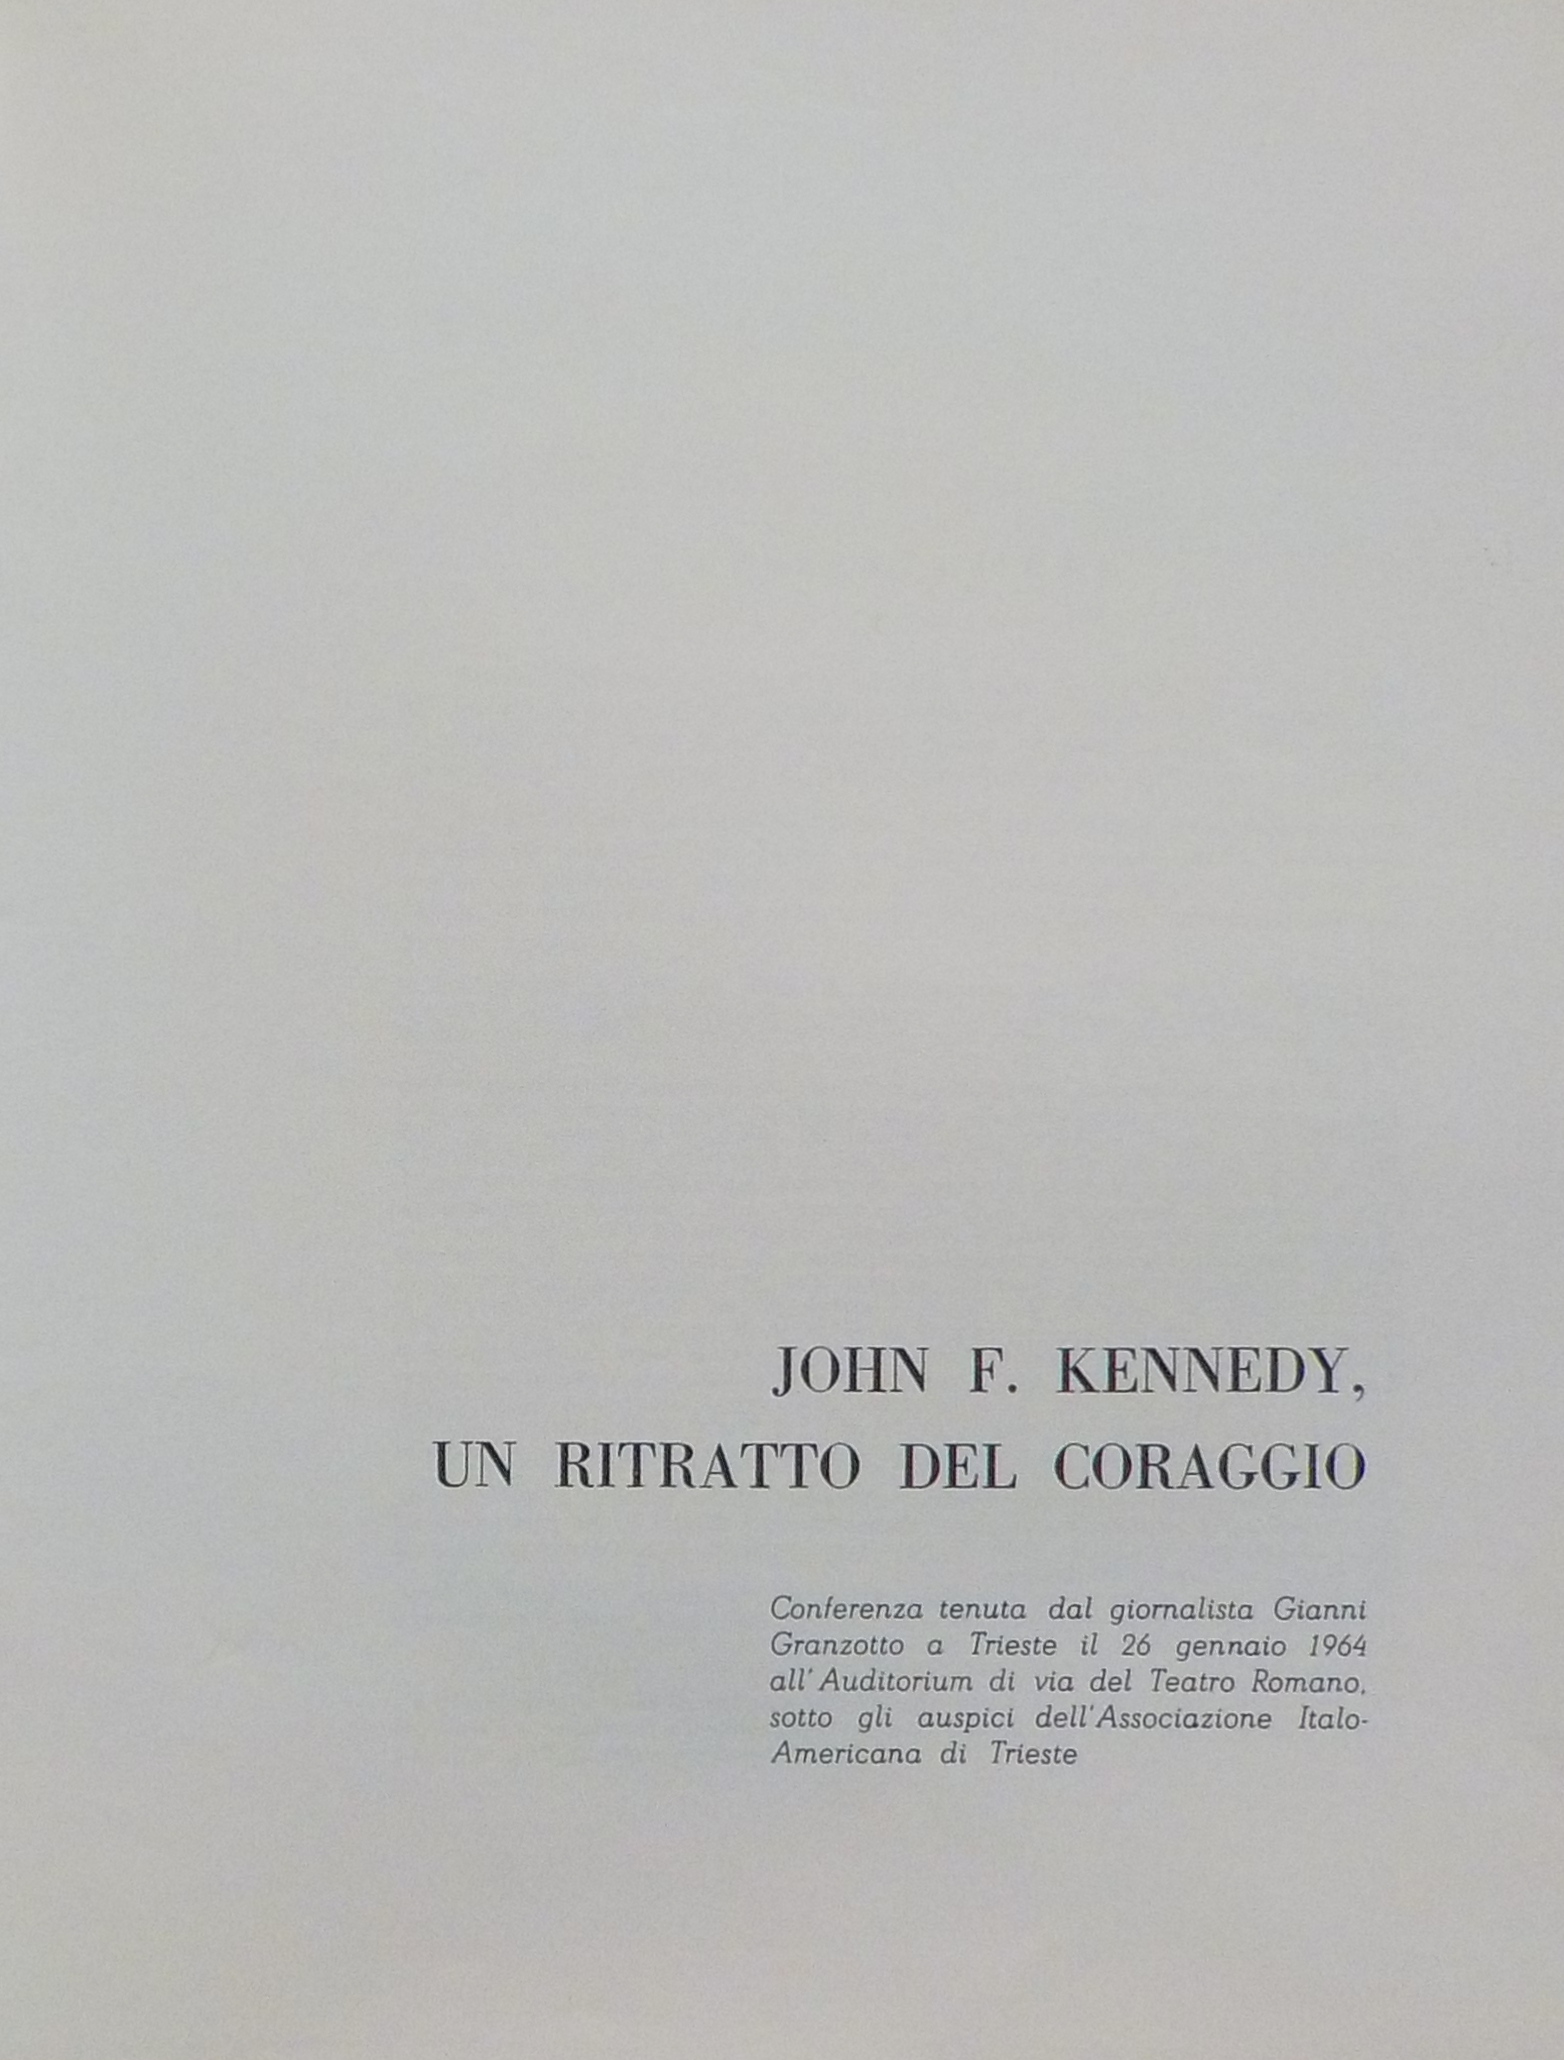 JOHN F. KENNEDY,
UN RITRATTO DEL CORAGGIO
Conferenza tenuta dal giornalista Gianni
Granzotto a Trieste il 26 gennaio 1964
all'Auditorium di via del Teatro Romano,
sotto gli auspici dell'Associazione Italo-
Americana di Trieste